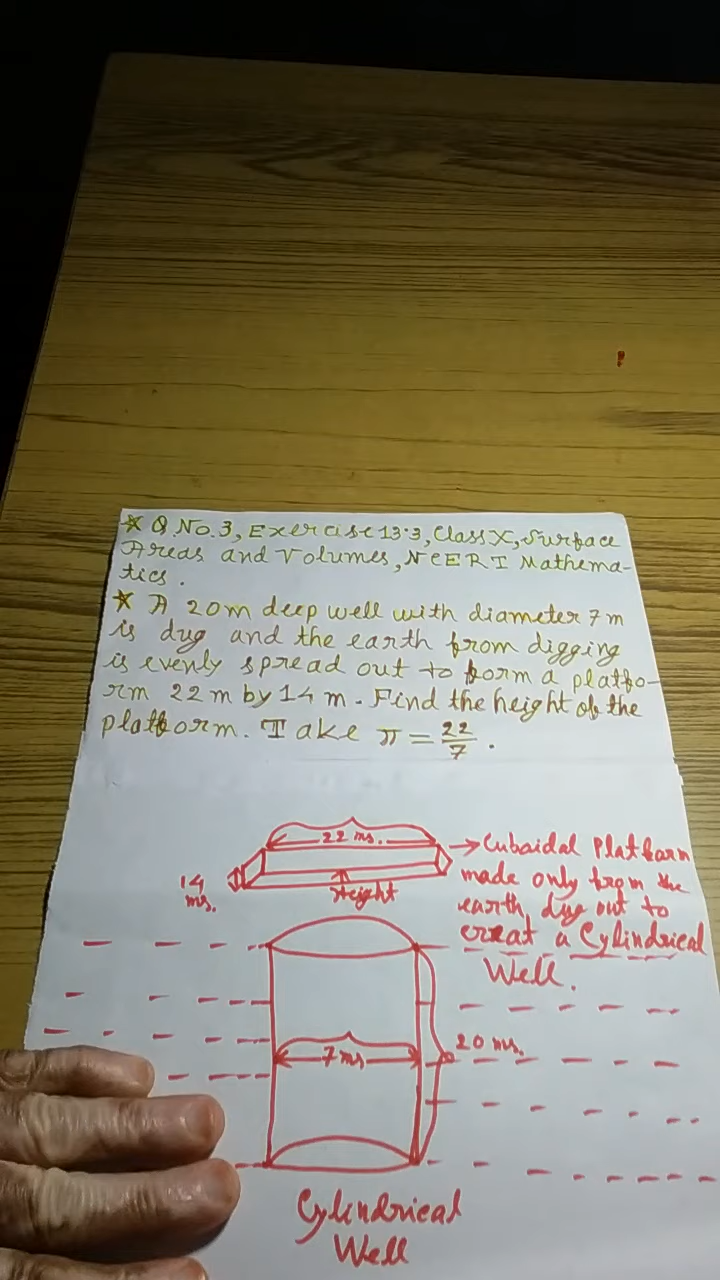 * Q.No.3, Exercise 13.3, Class X, Surface
Areas and Volumes, NCERT Mathema-
tics.
* A 20m deep well with diameter 7m
is dug and the earth from digging
is evenly spread out to form a platfo-
rm 22m by 14 m. Find the height of the
platform. Take π = 22/7.
22 ms.
14
ms.
Height
→ Cuboidal Platform
made only from the
earth, dug out to
creat a Cylindrical
Well.
7 ms
20 ms.
Cylindrical
Well